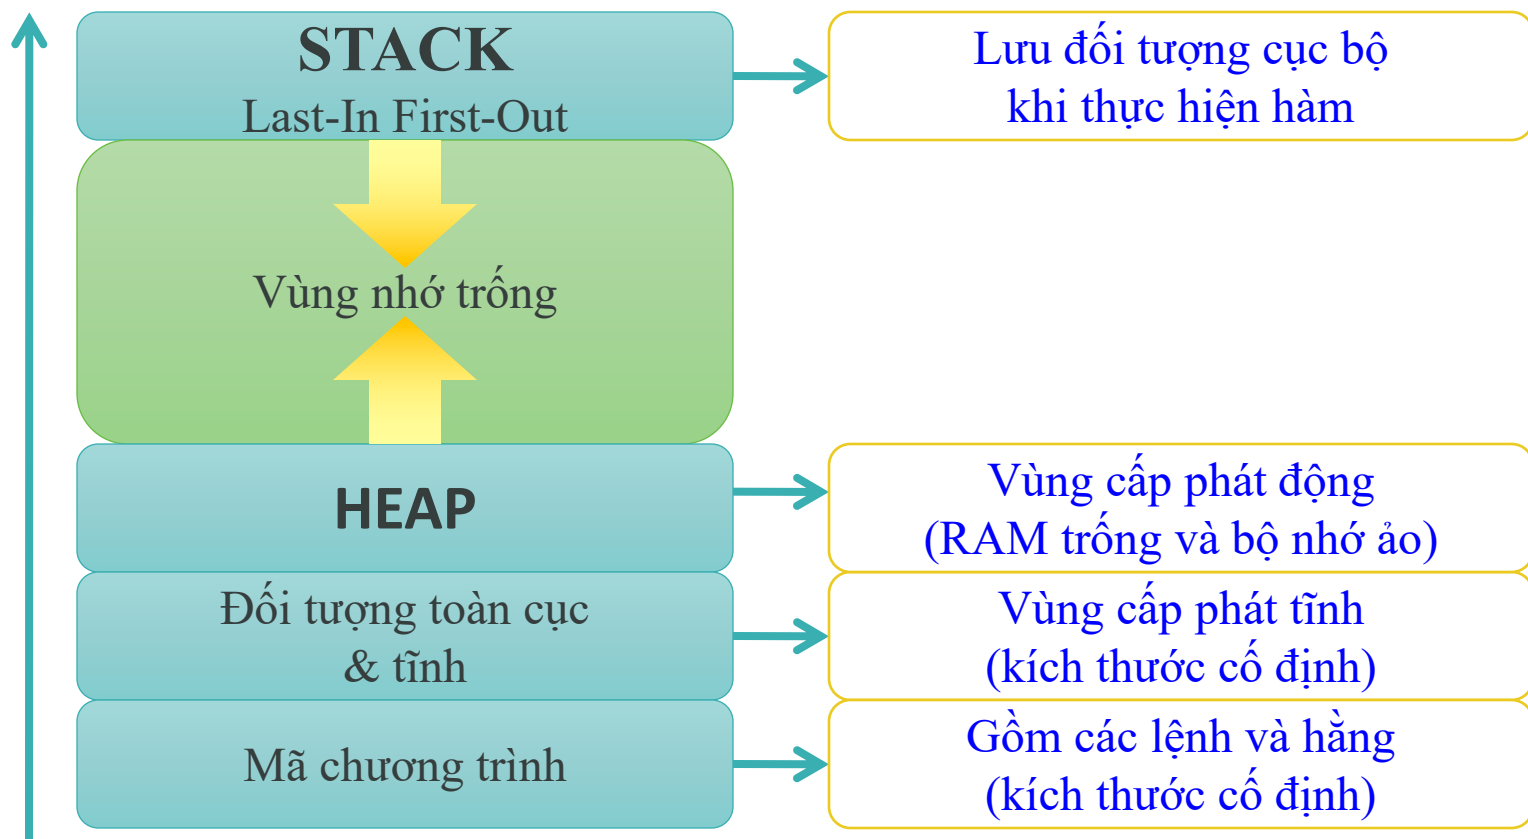 STACK
Last-In First-Out
Lưu đối tượng cục bộ
khi thực hiện hàm
Vùng nhớ trống
HEAP
Vùng cấp phát động
(RAM trống và bộ nhớ ảo)
Đối tượng toàn cục
& tĩnh
Vùng cấp phát tĩnh
(kích thước cố định)
Mã chương trình
Gồm các lệnh và hằng
(kích thước cố định)